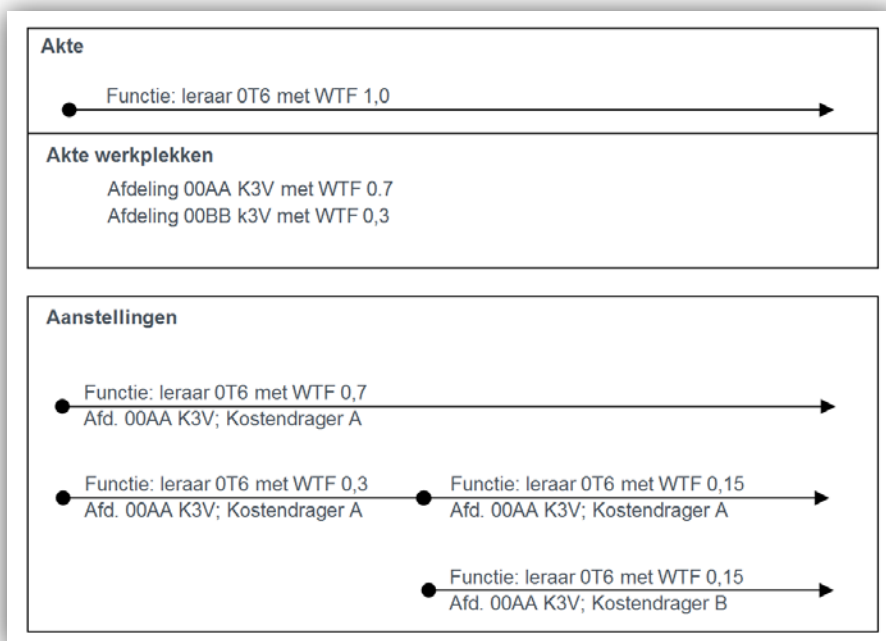 Akte
Functie: leraar 0T6 met WTF 1,0
Akte werkplekken
Afdeling 00AA K3V met WTF 0.7
Afdeling 00BB k3V met WTF 0,3
Aanstellingen
Functie: leraar 0T6 met WTF 0,7
Afd. 00AA K3V; Kostendrager A
Functie: leraar 0T6 met WTF 0,3
Afd. 00AA K3V; Kostendrager A
Functie: leraar 0T6 met WTF 0,15
Afd. 00AA K3V; Kostendrager A
Functie: leraar 0T6 met WTF 0,15
Afd. 00AA K3V; Kostendrager B